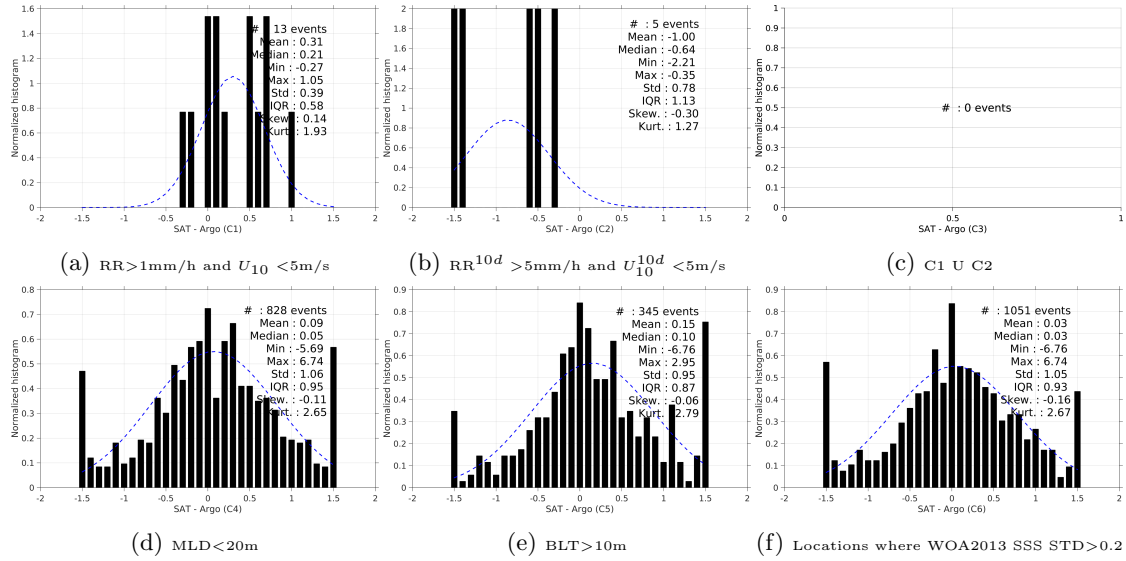 1.6
1.4
1.2
1
0.8
0.6
0.4
0.2
0
Normalized histogram
# : 13 events
Mean : 0.31
Median : 0.21
Min : -0.27
Max : 1.05
Std : 0.39
IQR : 0.58
Skew. : 0.14
Kurt. : 1.93
-2 -1.5 -1 -0.5 0 0.5 1 1.5 2
SAT - Argo (C1)
(a) RR>1mm/h and U10 <5m/s
2
1.8
1.6
1.4
1.2
1
0.8
0.6
0.4
0.2
0
Normalized histogram
# : 5 events
Mean : -1.00
Median : -0.64
Min : -2.21
Max : -0.35
Std : 0.78
IQR : 1.13
Skew. : -0.30
Kurt. : 1.27
-2 -1.5 -1 -0.5 0 0.5 1 1.5 2
SAT - Argo (C2)
(b) RR^10d >5mm/h and U10^10d <5m/s
1
0.9
0.8
0.7
0.6
0.5
0.4
0.3
0.2
0.1
0
Normalized histogram
# : 0 events
0 0.5 1
SAT - Argo (C3)
(c) C1 U C2
0.8
0.7
0.6
0.5
0.4
0.3
0.2
0.1
0
Normalized histogram
# : 828 events
Mean : 0.09
Median : 0.05
Min : -5.69
Max : 6.74
Std : 1.06
IQR : 0.95
Skew. : -0.11
Kurt. : 2.65
-2 -1.5 -1 -0.5 0 0.5 1 1.5 2
SAT - Argo (C4)
(d) MLD<20m
0.9
0.8
0.7
0.6
0.5
0.4
0.3
0.2
0.1
0
Normalized histogram
# : 345 events
Mean : 0.15
Median : 0.10
Min : -6.76
Max : 2.95
Std : 0.95
IQR : 0.87
Skew. : -0.06
Kurt. : 2.79
-2 -1.5 -1 -0.5 0 0.5 1 1.5 2
SAT - Argo (C5)
(e) BLT>10m
0.9
0.8
0.7
0.6
0.5
0.4
0.3
0.2
0.1
0
Normalized histogram
# : 1051 events
Mean : 0.03
Median : 0.03
Min : -6.76
Max : 6.74
Std : 1.05
IQR : 0.93
Skew. : -0.16
Kurt. : 2.67
-2 -1.5 -1 -0.5 0 0.5 1 1.5 2
SAT - Argo (C6)
(f) Locations where WOA2013 SSS STD>0.2